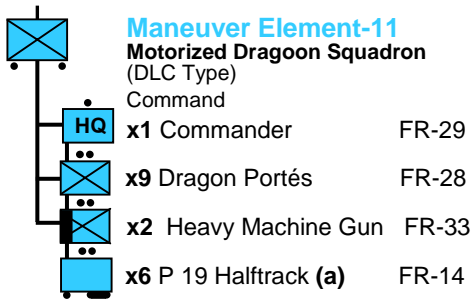 Maneuver Element-11
Motorized Dragoon Squadron
(DLC Type)
Command
HQ x1 Commander FR-29
x9 Dragon Portés FR-28
x2 Heavy Machine Gun FR-33
x6 P 19 Halftrack (a) FR-14